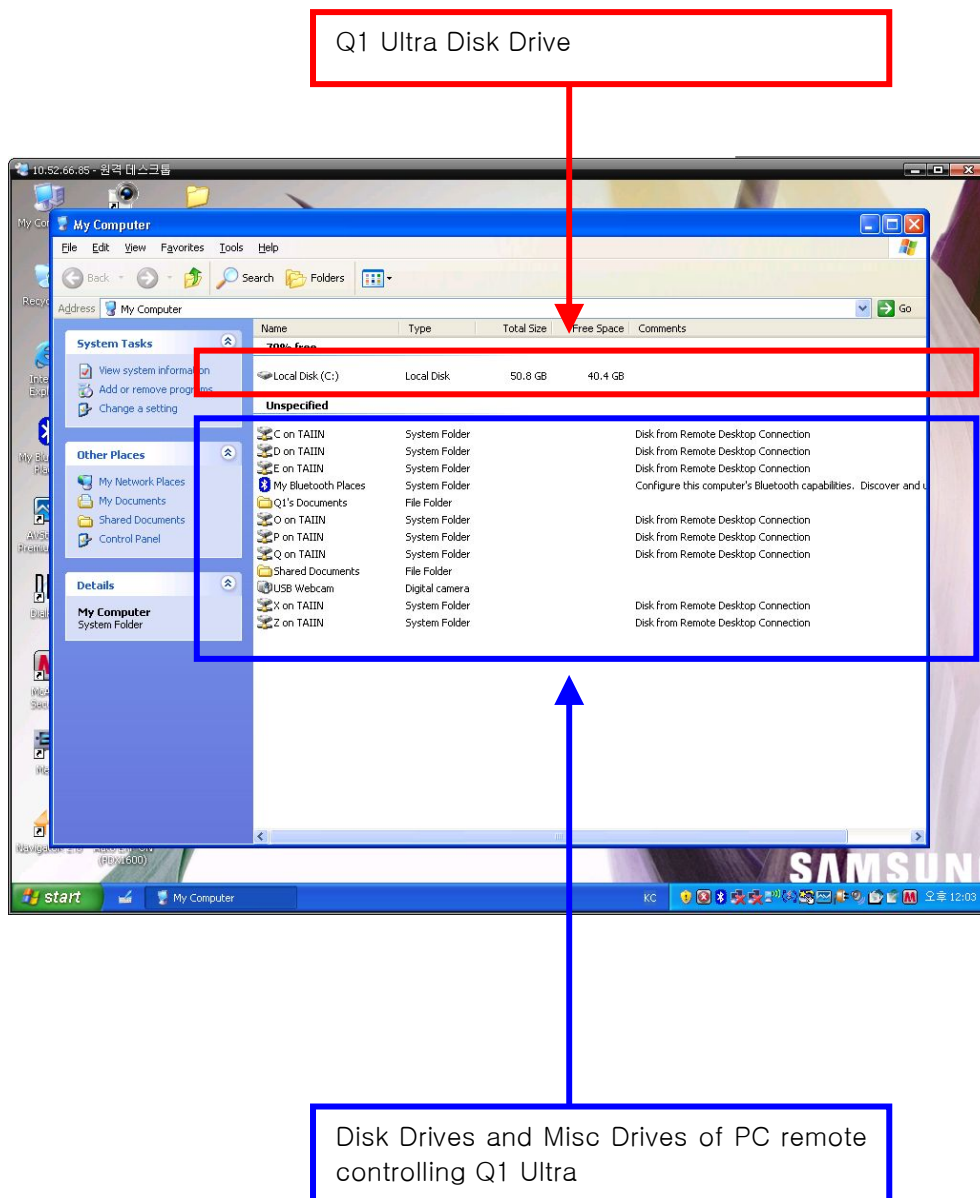 Q1 Ultra Disk Drive
10.52.66.85 - 원격 데스크톱
My Computer
File Edit View Favorites Tools Help
Back Search Folders
Address My Computer Go
Name Type Total Size Free Space Comments
System Tasks
View system information
Add or remove programs
Change a setting
Local Disk (C:) Local Disk 50.8 GB 40.4 GB
Unspecified
C on TAIIN System Folder Disk from Remote Desktop Connection
D on TAIIN System Folder Disk from Remote Desktop Connection
E on TAIIN System Folder Disk from Remote Desktop Connection
My Bluetooth Places System Folder Configure this computer's Bluetooth capabilities. Discover and u
Q1's Documents File Folder
O on TAIIN System Folder Disk from Remote Desktop Connection
P on TAIIN System Folder Disk from Remote Desktop Connection
Q on TAIIN System Folder Disk from Remote Desktop Connection
Shared Documents File Folder
USB Webcam Digital camera
X on TAIIN System Folder Disk from Remote Desktop Connection
Z on TAIIN System Folder Disk from Remote Desktop Connection
Other Places
My Network Places
My Documents
Shared Documents
Control Panel
Details
My Computer
System Folder
(PDX1600)
SAMSUN
start My Computer KC 오후 12:03
Disk Drives and Misc Drives of PC remote
controlling Q1 Ultra